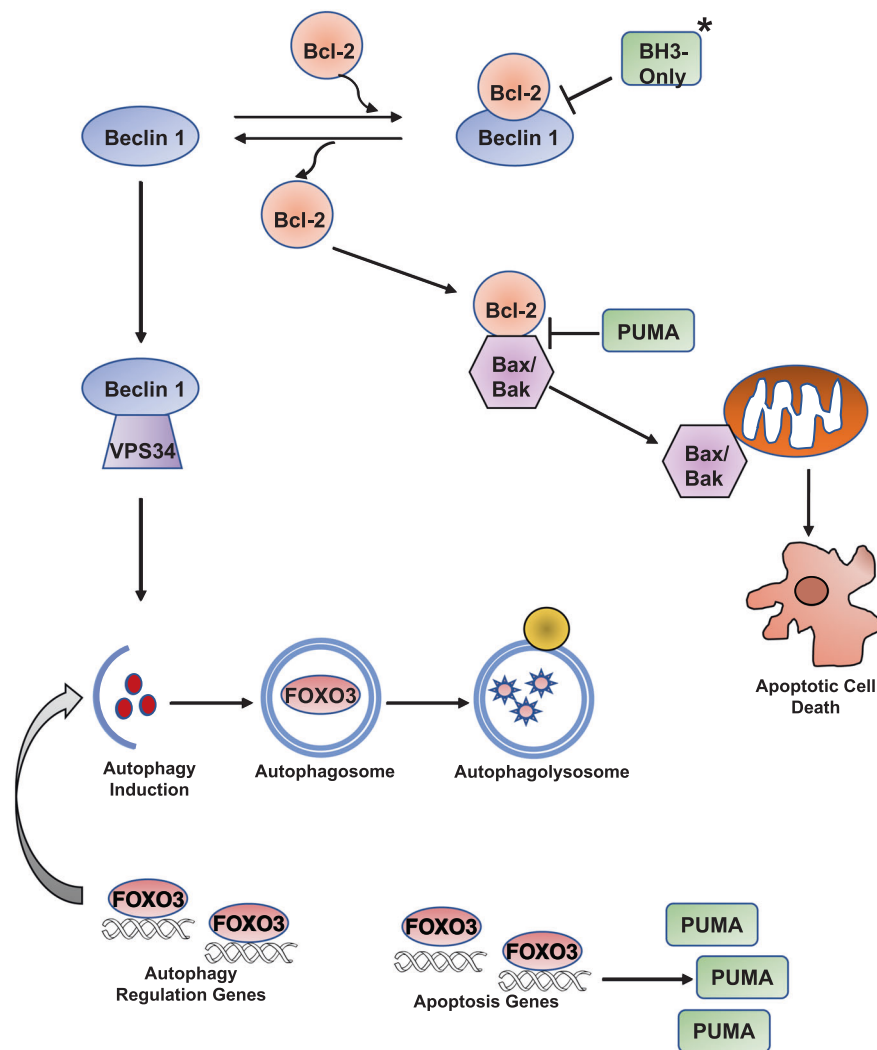 Bcl-2
*
BH3-
Only
Bcl-2
Beclin 1
Beclin 1
Bcl-2
Bcl-2
PUMA
Bax/
Bak
Beclin 1
VPS34
Bax/
Bak
Apoptotic Cell
Death
FOXO3
Autophagy
Induction
Autophagosome
Autophagolysosome
FOXO3
FOXO3
Autophagy
Regulation Genes
FOXO3
FOXO3
Apoptosis Genes
PUMA
PUMA
PUMA